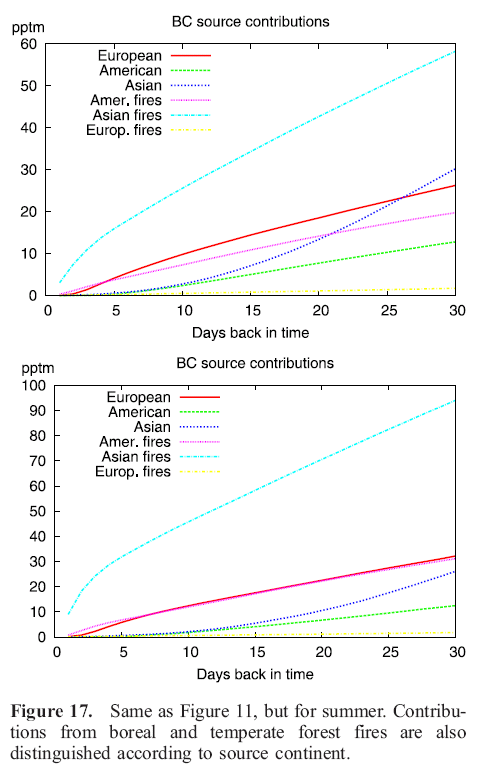 BC source contributions
pptm
60
50
40
30
20
10
0
European
American
Asian
Amer. fires
Asian fires
Europ. fires
0 5 10 15 20 25 30
Days back in time
BC source contributions
pptm
100
90
80
70
60
50
40
30
20
10
0
European
American
Asian
Amer. fires
Asian fires
Europ. fires
0 5 10 15 20 25 30
Days back in time
Figure 17. Same as Figure 11, but for summer. Contribu-
tions from boreal and temperate forest fires are also
distinguished according to source continent.